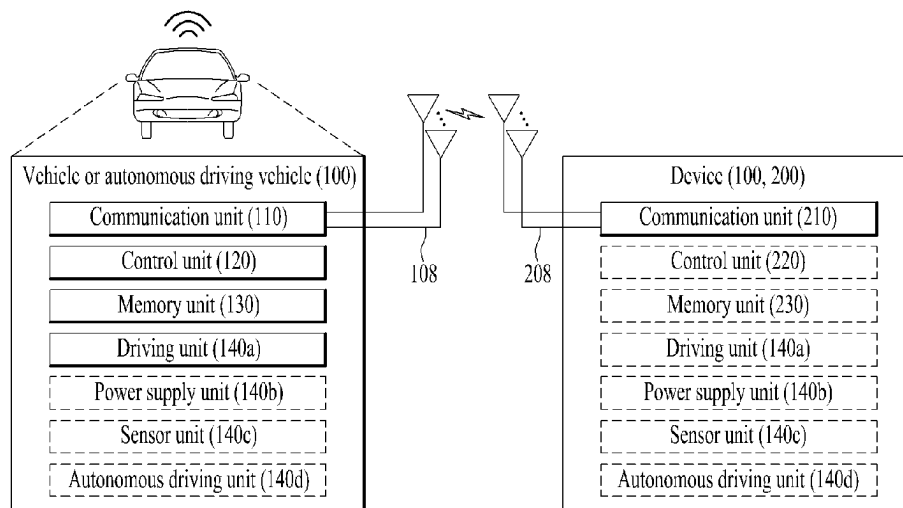 Vehicle or autonomous driving vehicle (100)
Communication unit (110)
Control unit (120)
Memory unit (130)
Driving unit (140a)
Power supply unit (140b)
Sensor unit (140c)
Autonomous driving unit (140d)
108
208
Device (100, 200)
Communication unit (210)
Control unit (220)
Memory unit (230)
Driving unit (140a)
Power supply unit (140b)
Sensor unit (140c)
Autonomous driving unit (140d)